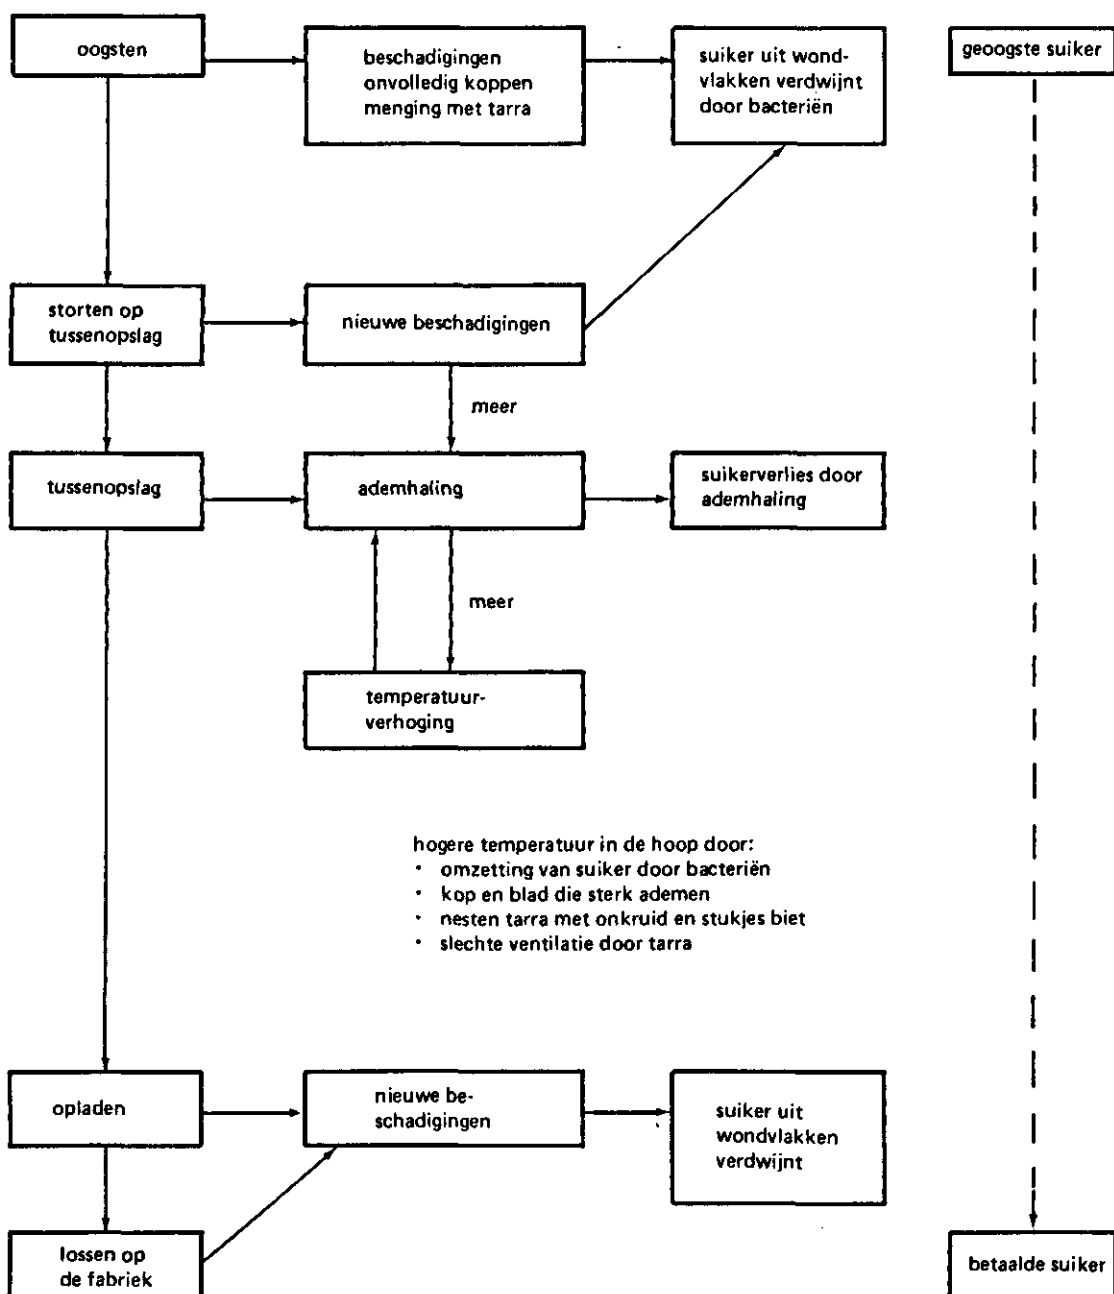 oogsten
beschadigingen
onvolledig koppen
menging met tarra
suiker uit wond-
vlakken verdwijnt
door bacteriën
geoogste suiker
storten op
tussenopslag
nieuwe beschadigingen
meer
tussenopslag
ademhaling
suikerverlies door
ademhaling
meer
temperatuur-
verhoging
hogere temperatuur in de hoop door:
· omzetting van suiker door bacteriën
· kop en blad die sterk ademen
· nesten tarra met onkruid en stukjes biet
· slechte ventilatie door tarra
opladen
nieuwe be-
schadigingen
suiker uit
wondvlakken
verdwijnt
lossen op
de fabriek
betaalde suiker